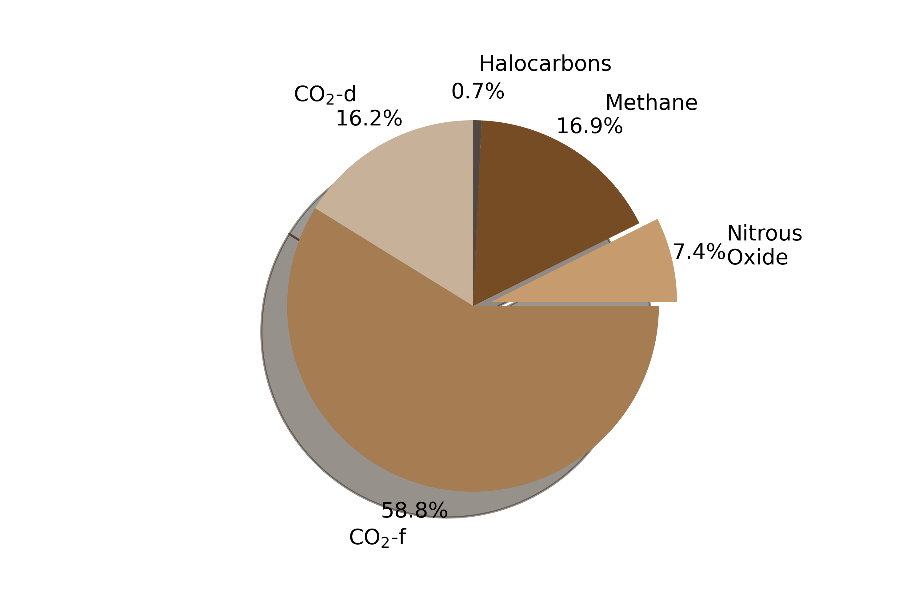 Halocarbons
0.7%
CO₂-d
16.2%
Methane
16.9%
Nitrous
Oxide
7.4%
58.8%
CO₂-f